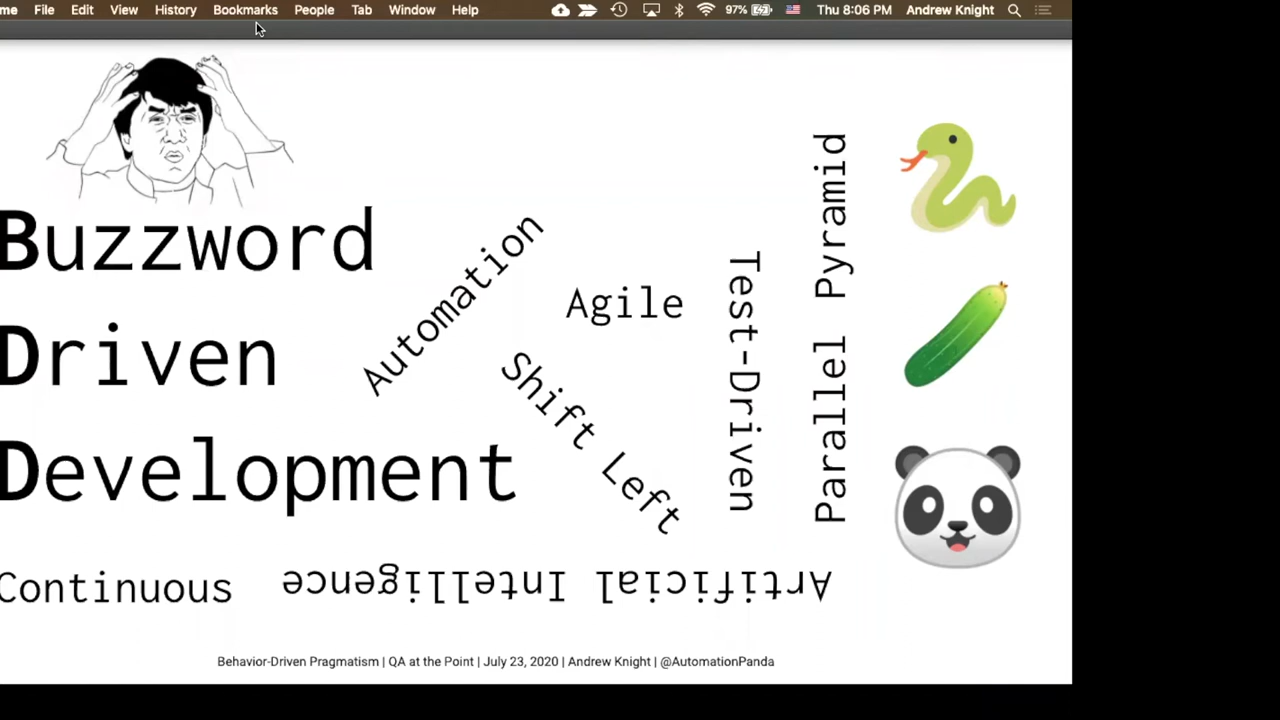 me File Edit View History Bookmarks People Tab Window Help 97% Thu 8:06 PM Andrew Knight
Buzzword
Driven
Development
Automation
Agile
Shift Left
Test-Driven
Parallel Pyramid
Continuous
Artificial Intelligence
Behavior-Driven Pragmatism | QA at the Point | July 23, 2020 | Andrew Knight | @AutomationPanda